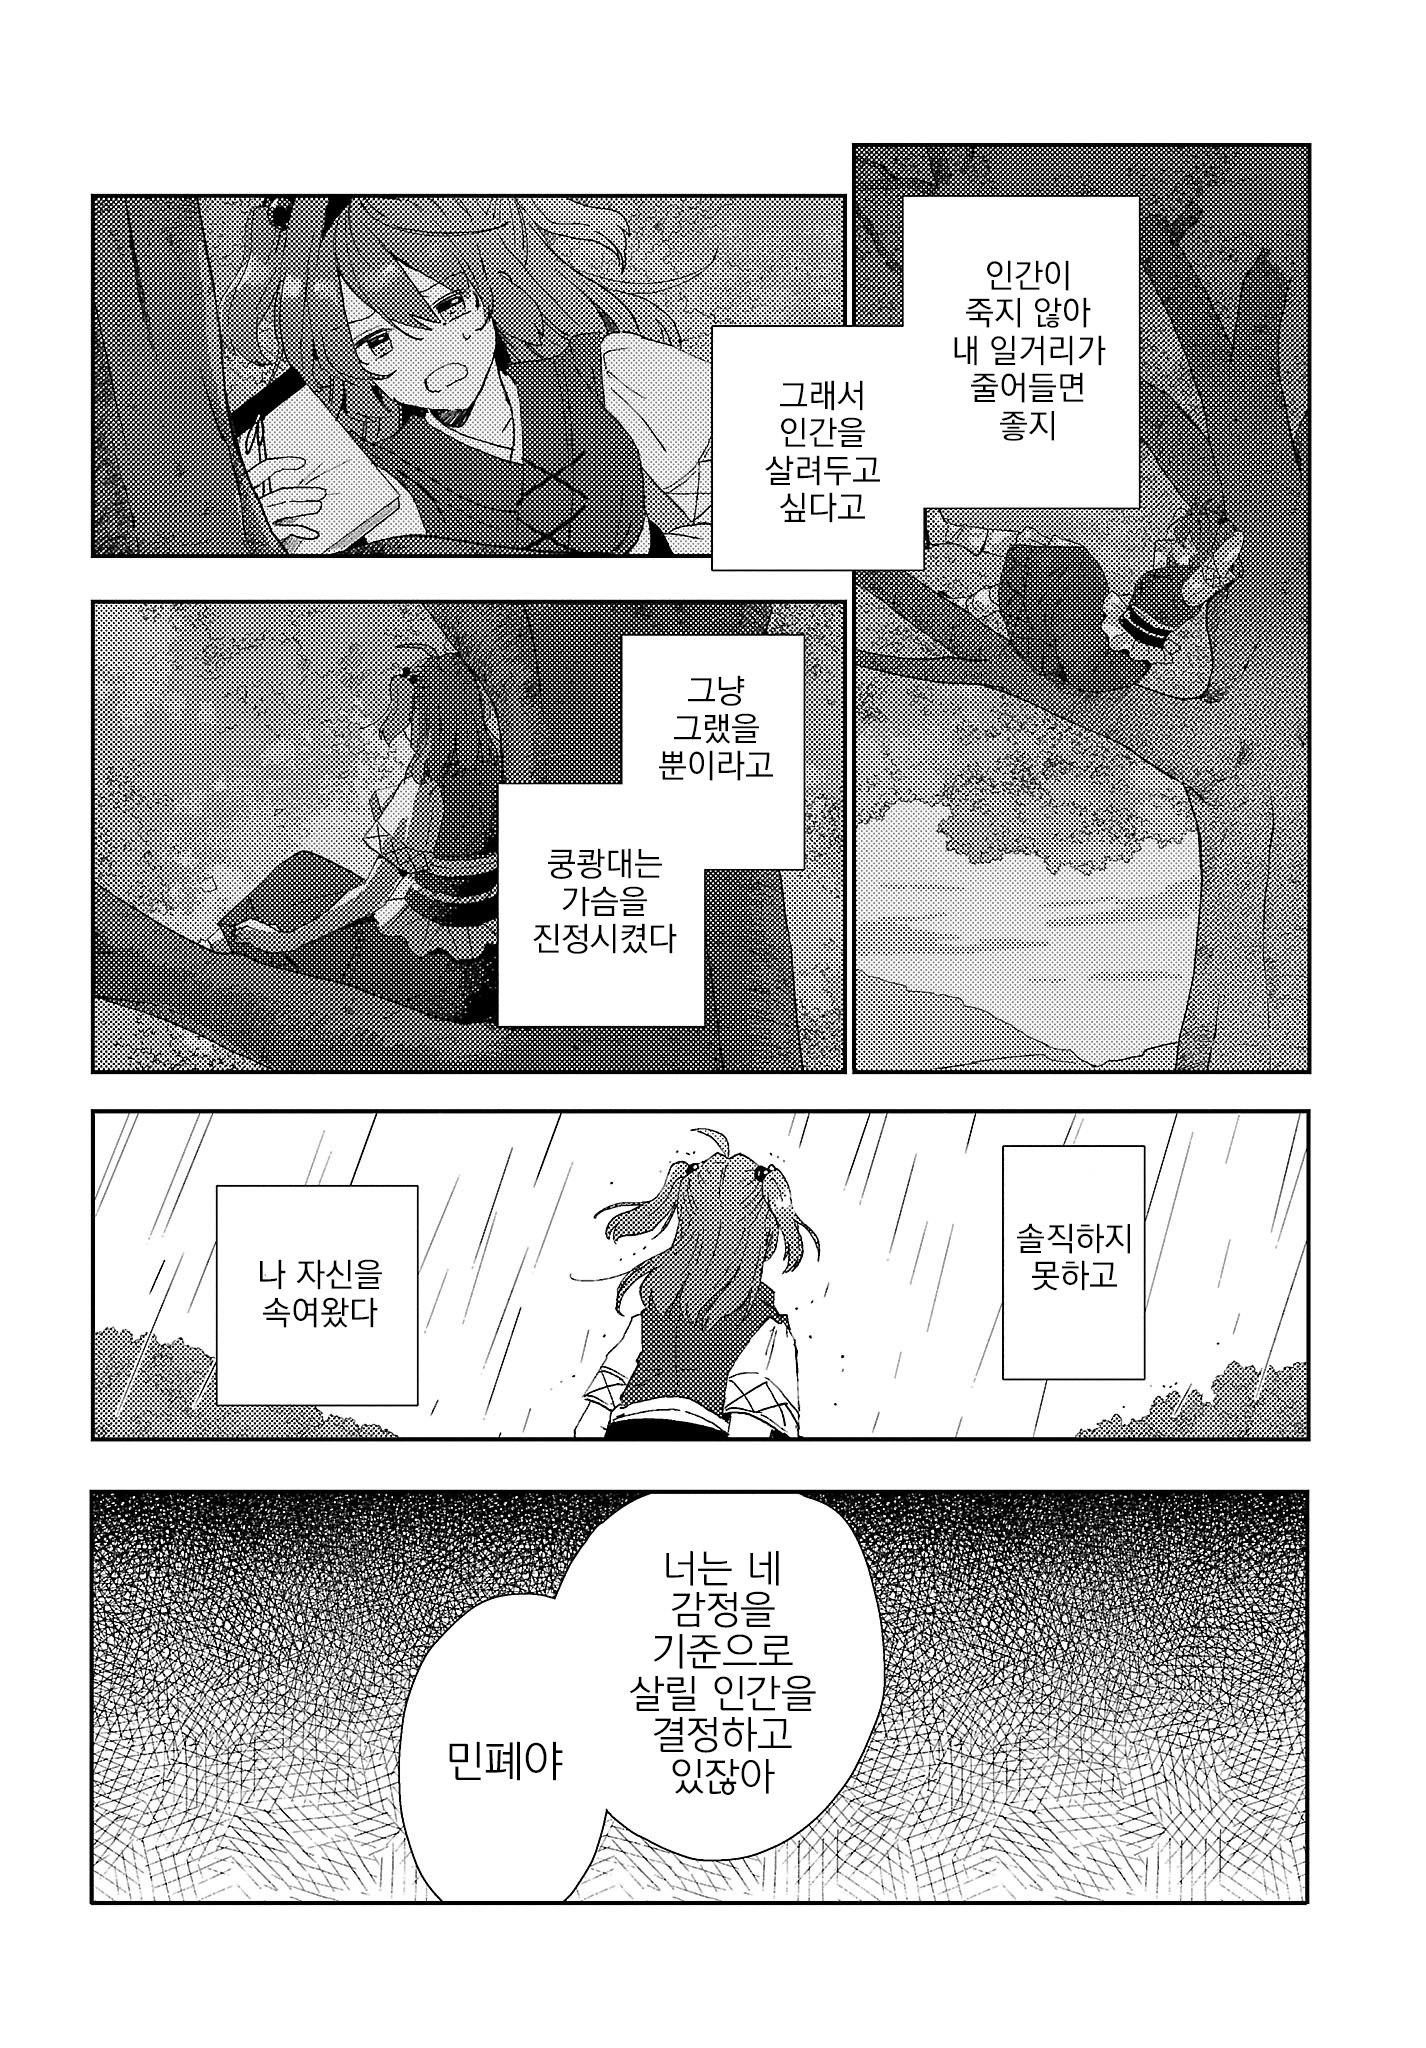 인간이
죽지 않아
내 일거리가
줄어들면
좋지
그래서
인간을
살려두고
싶다고
그냥
그랬을
뿐이라고
쿵쾅대는
가슴을
진정시켰다
솔직하지
못하고
나 자신을
속여왔다
너는 네
감정을
기준으로
살릴 인간을
결정하고
있잖아
민폐야